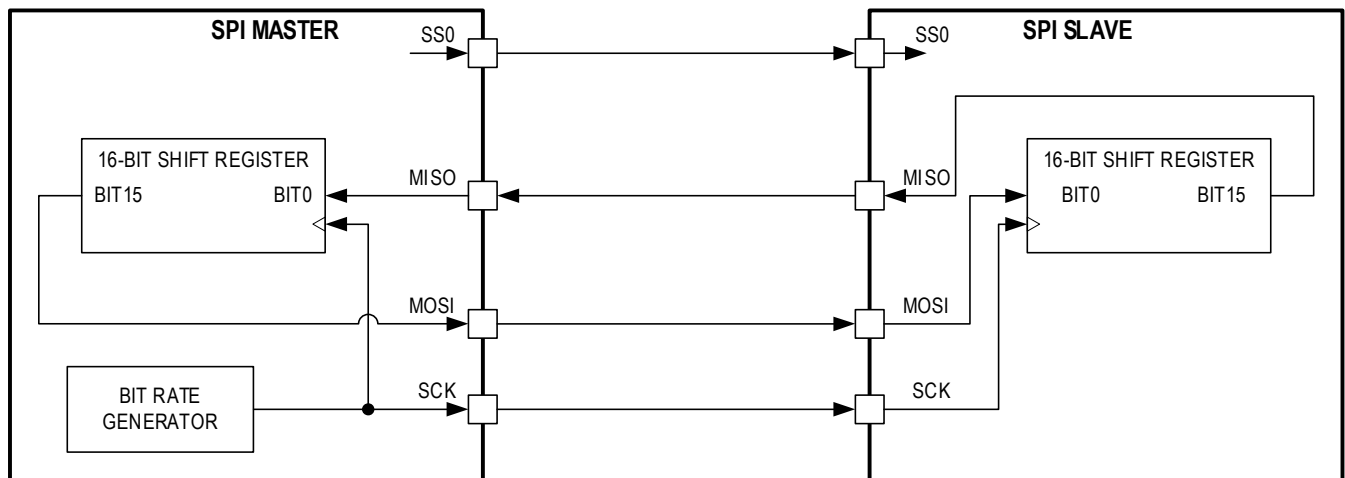 SPI MASTER
SS0
16-BIT SHIFT REGISTER
BIT15 BIT0
MISO
MOSI
BIT RATE
GENERATOR
SCK
SPI SLAVE
SS0
MISO
16-BIT SHIFT REGISTER
BIT0 BIT15
MOSI
SCK